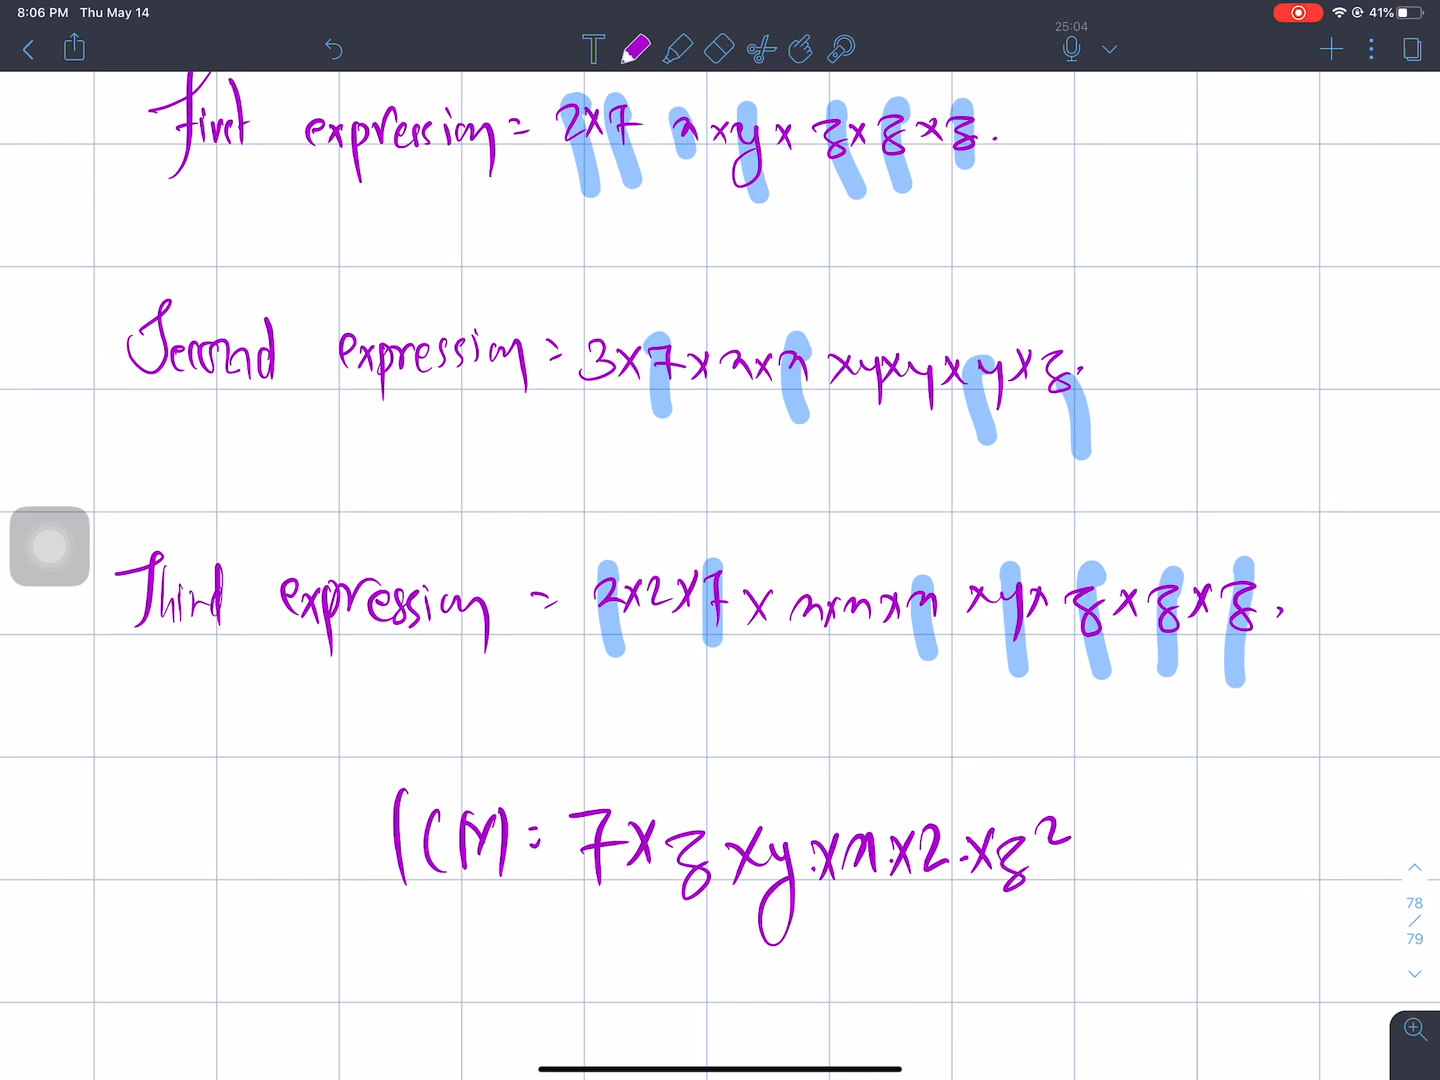 8:06 PM Thu May 14
41%
25:04
First expression = 2×7 x×y×z×z×z.
Second expression = 3×7×x×x×y×y×y×z.
Third expression = 2×2×7×x×x×x×y×z×z×z,
LCM = 7×z×y×x×2×z²
78
/
79